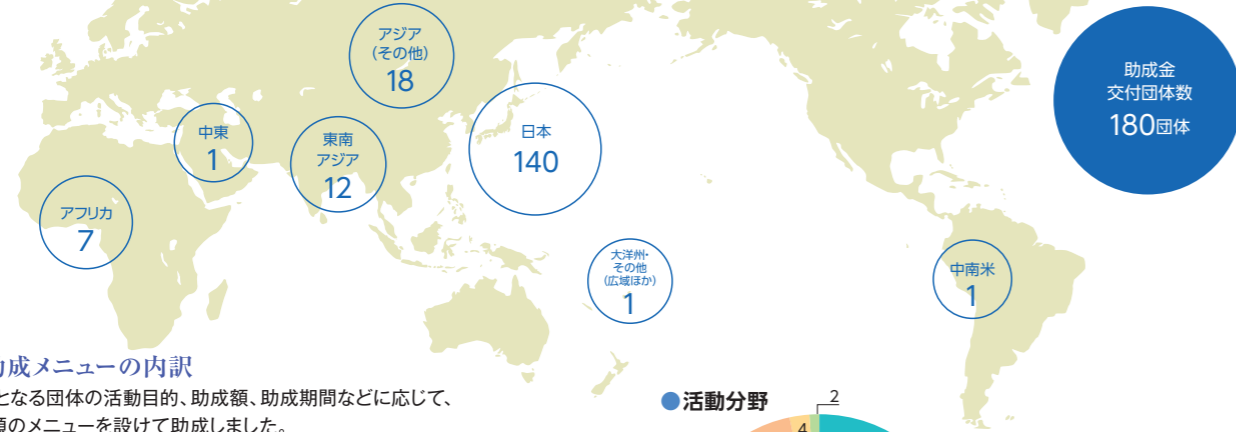 アジア
(その他)
18
助成金
交付団体数
180団体
中東
1
東南
アジア
12
日本
140
アフリカ
7
大洋州・
その他
(広域ほか)
1
中南米
1
成メニューの内訳
となる団体の活動目的、助成額、助成期間などに応じて、
のメニューを設けて助成しました。
●活動分野
2
4